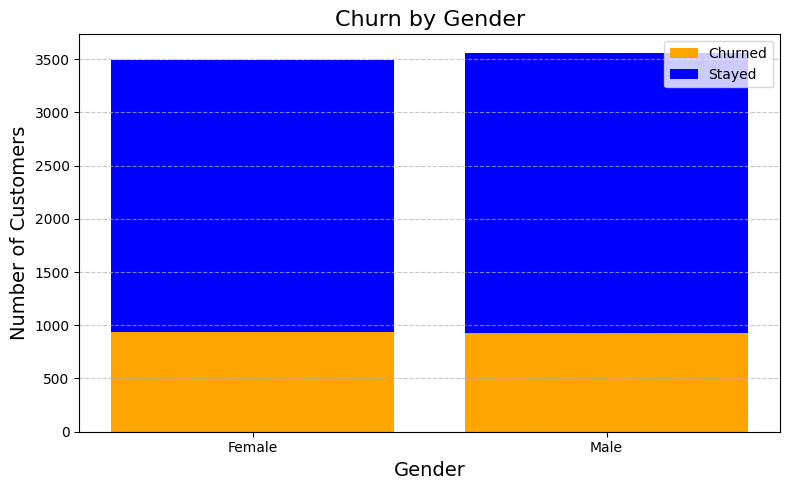 Churn by Gender
Churned
Stayed
Number of Customers
3500
3000
2500
2000
1500
1000
500
0
Female
Male
Gender